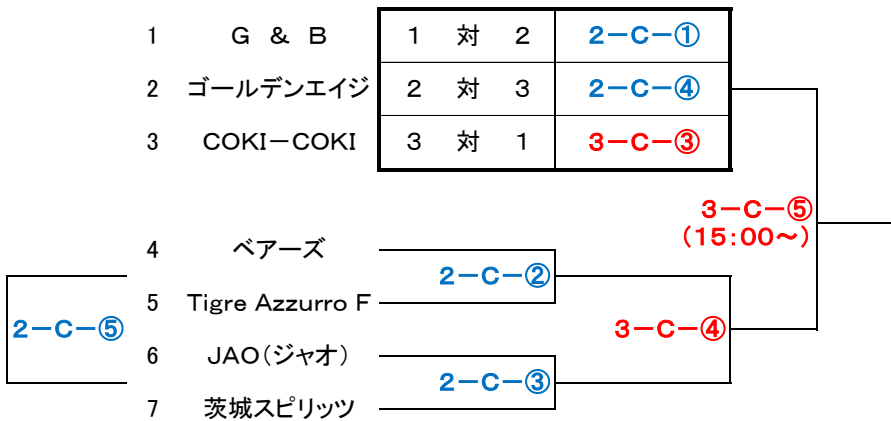 1 G & B 1 対 2 2-C-①
2 ゴールデンエイジ 2 対 3 2-C-④
3 COKI-COKI 3 対 1 3-C-③
3-C-⑤
(15:00~)
4 ベアーズ
2-C-②
5 Tigre Azzurro F
2-C-⑤
3-C-④
6 JAO(ジャオ)
2-C-③
7 茨城スピリッツ